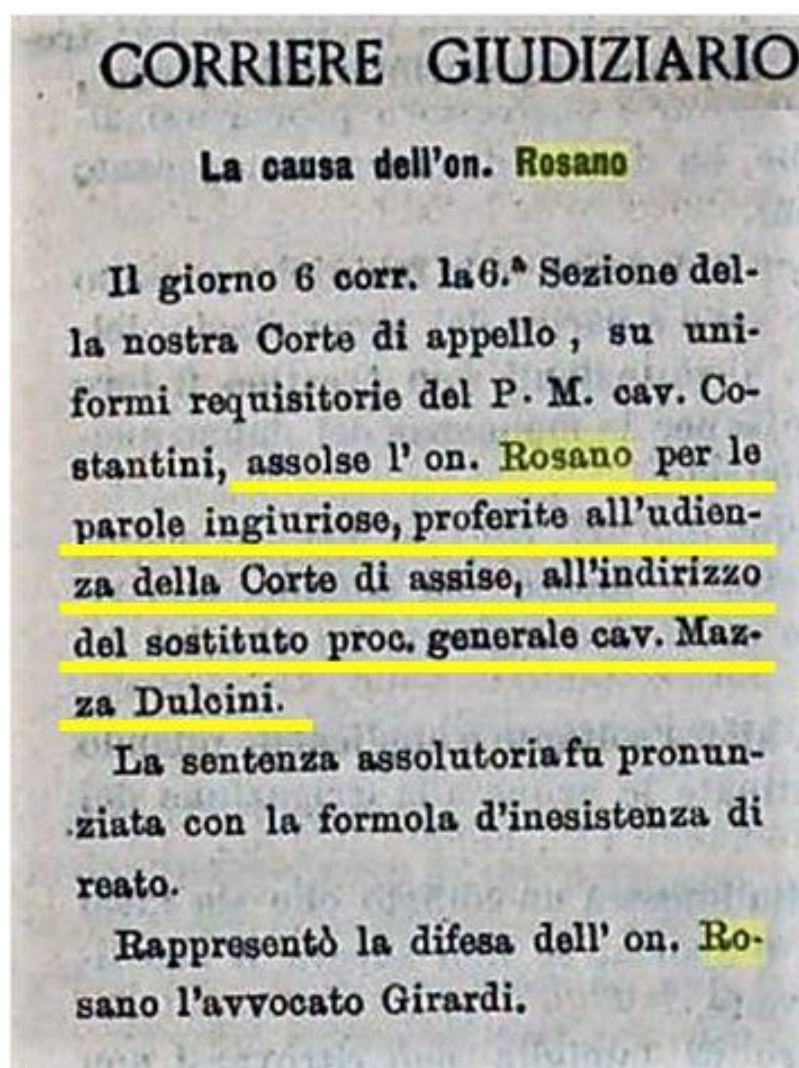 CORRIERE GIUDIZIARIO
La causa dell'on. Rosano
Il giorno 6 corr. la 6.ª Sezione del-
la nostra Corte di appello , su uni-
formi requisitorie del P. M. cav. Co-
stantini, assolse l' on. Rosano per le
parole ingiuriose, proferite all'udien-
za della Corte di assise, all'indirizzo
del sostituto proc. generale cav. Maz-
za Dulcini.
La sentenza assolutoria fu pronun-
ziata con la formola d'inesistenza di
reato.
Rappresentò la difesa dell' on. Ro-
sano l'avvocato Girardi.